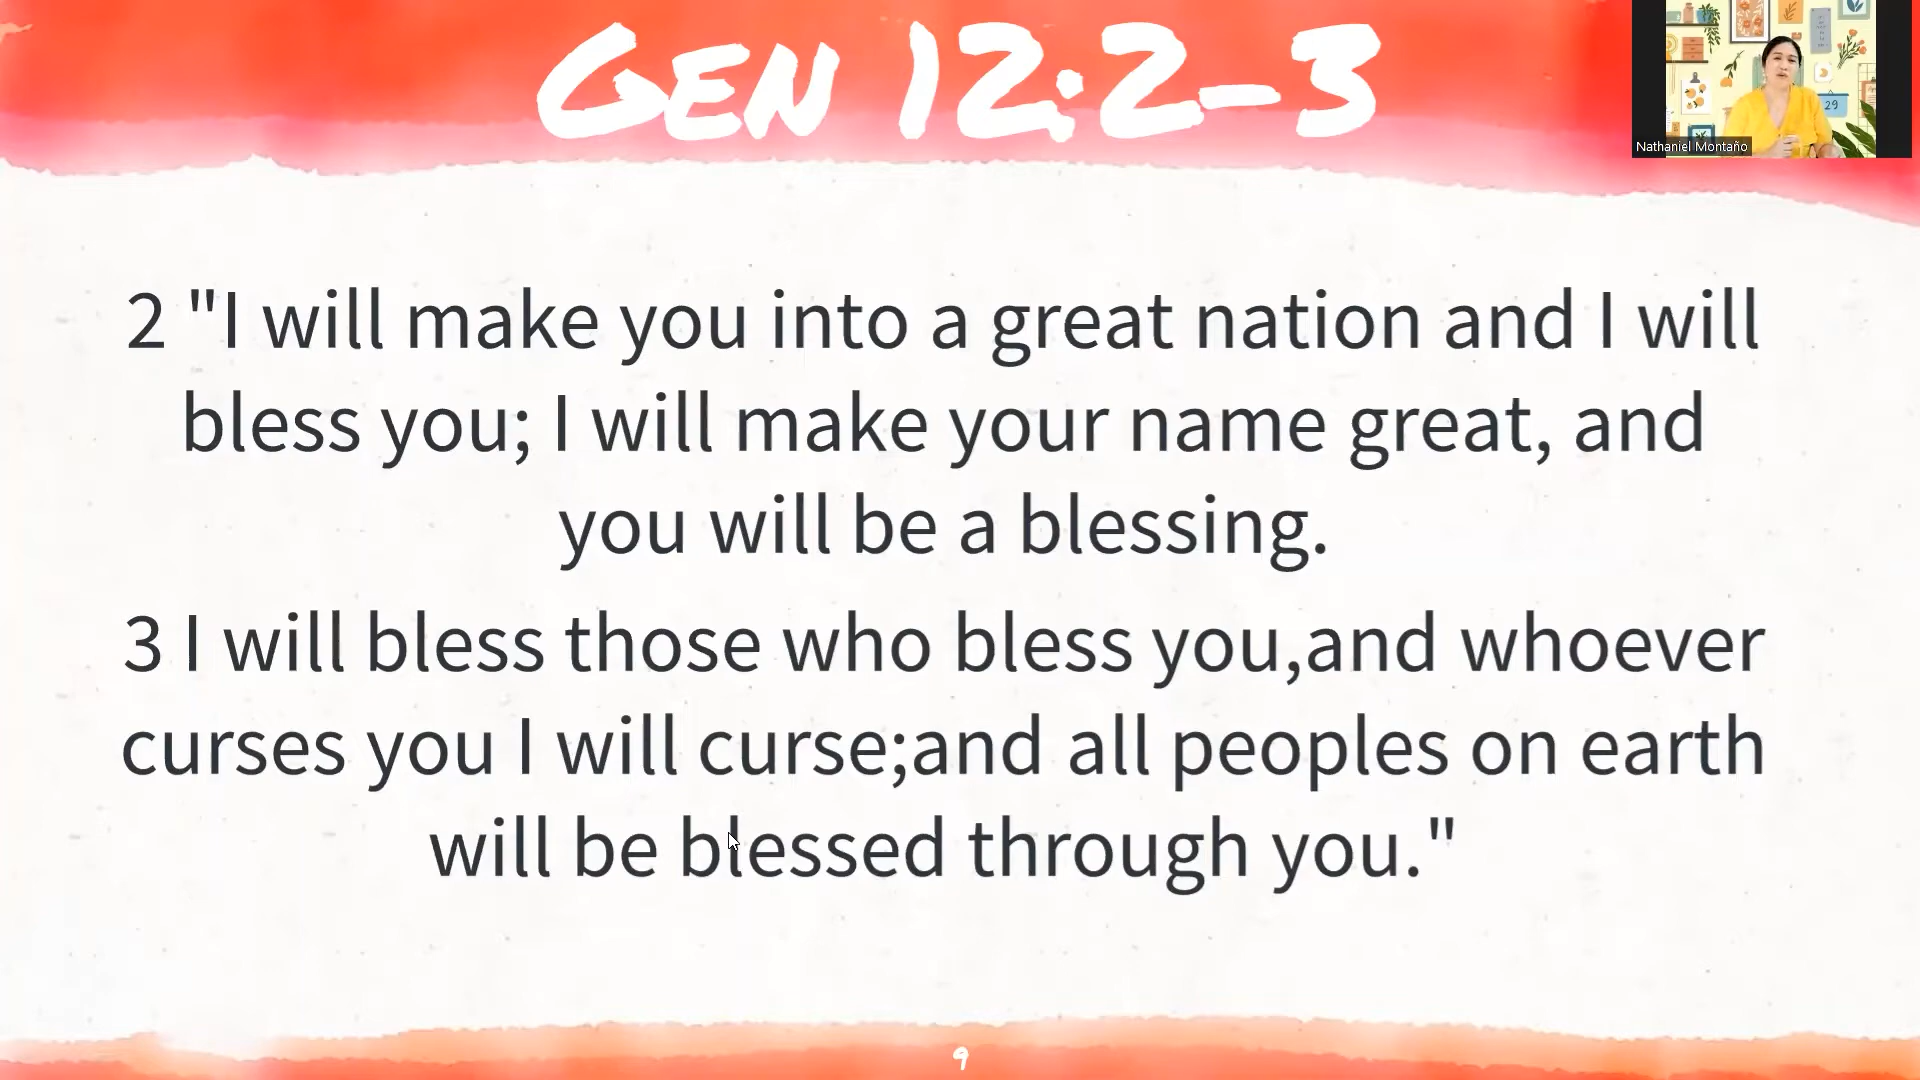 GEN 12:2-3
29
Nathaniel Montaño
2 "I will make you into a great nation and I will
bless you; I will make your name great, and
you will be a blessing.
3 I will bless those who bless you,and whoever
curses you I will curse;and all peoples on earth
will be blessed through you."
9